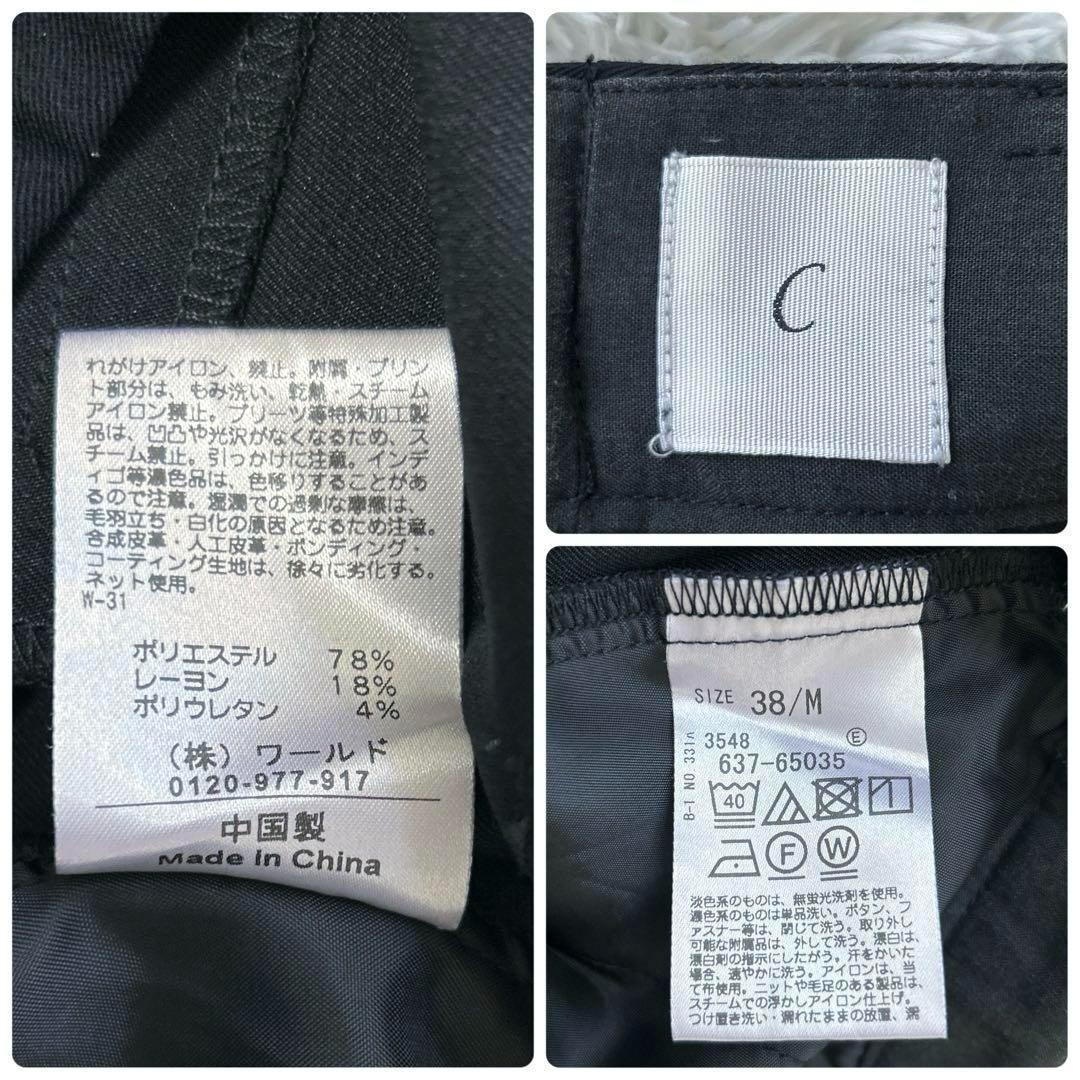 れがけアイロン、禁止。附属・プリン
ト部分は、もみ洗い、乾熱、スチーム
アイロン禁止。プリーツ等特殊加工製
品は、凹凸や光沢がなくなるため、ス
チーム禁止。引っかけに注意。インデ
ィゴ等濃色品は、色移りすることがあ
るので注意。湿潤での過剰な摩擦は、
毛羽立ち・白化の原因となるため注意。
合成皮革・人工皮革・ボンディング・
コーティング生地は、徐々に劣化する。
ネット使用。
W-31
ポリエステル 78%
レーヨン 18%
ポリウレタン 4%
(株) ワールド
0120-977-917
中国製
Made in China
C
SIZE 38/M
B-1 NO 331
3548 E
637-65035
40
F W
淡色系のものは、無蛍光洗剤を使用。
濃色系のものは単品洗い。ボタン、フ
ァスナー等は、閉じて洗う。取り外し
可能な附属品は、外して洗う。漂白は、
漂白剤の指示にしたがう。汗をかいた
場合、速やかに洗う。アイロンは、当
て布使用。ニットや毛足のある製品は、
スチームでの浮かしアイロン仕上げ。
つけ置き洗い・濡れたままの放置、濡